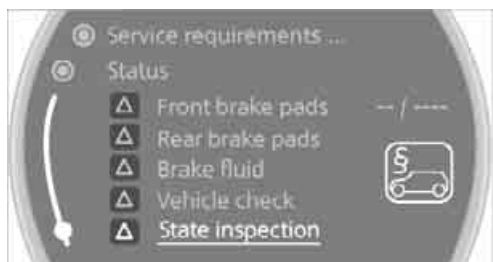 Service requirements ...
Status
Front brake pads --/----
Rear brake pads
Brake fluid
§
Vehicle check
State inspection